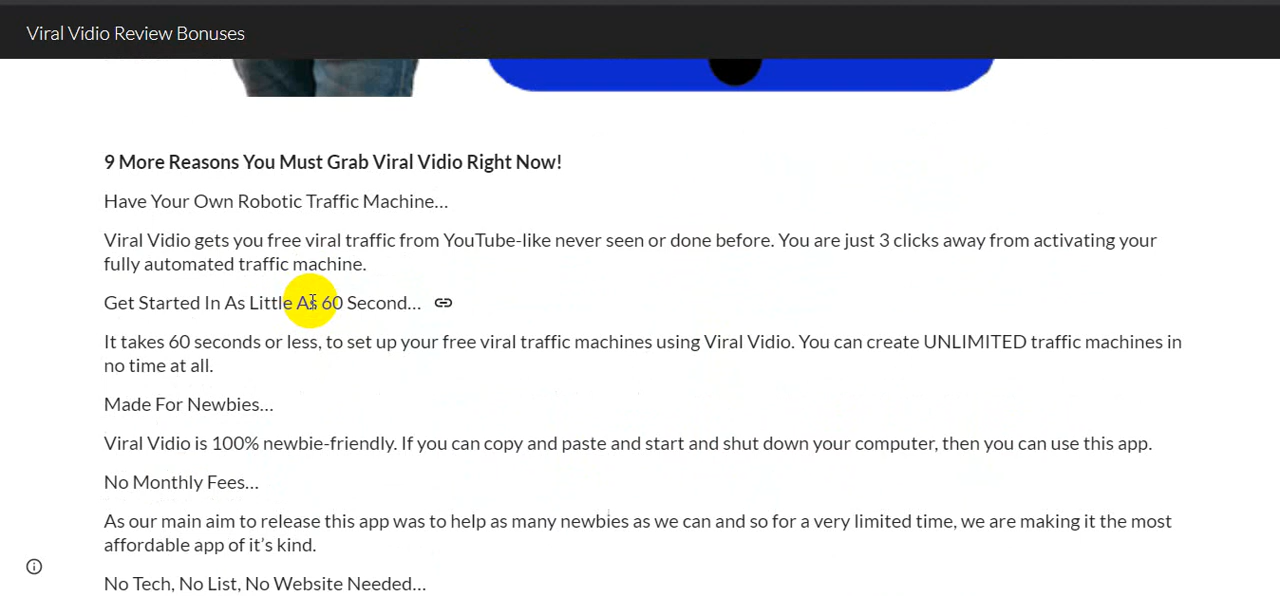 Viral Vidio Review Bonuses
9 More Reasons You Must Grab Viral Vidio Right Now!
Have Your Own Robotic Traffic Machine...
Viral Vidio gets you free viral traffic from YouTube-like never seen or done before. You are just 3 clicks away from activating your
fully automated traffic machine.
Get Started In As Little As 60 Second...
It takes 60 seconds or less, to set up your free viral traffic machines using Viral Vidio. You can create UNLIMITED traffic machines in
no time at all.
Made For Newbies...
Viral Vidio is 100% newbie-friendly. If you can copy and paste and start and shut down your computer, then you can use this app.
No Monthly Fees...
As our main aim to release this app was to help as many newbies as we can and so for a very limited time, we are making it the most
affordable app of it’s kind.
No Tech, No List, No Website Needed...